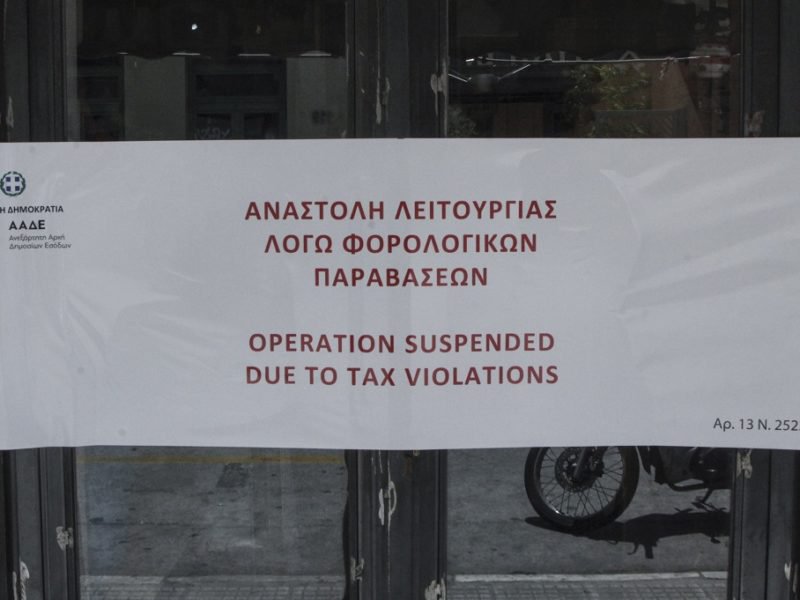 Η ΔΗΜΟΚΡΑΤΙΑ
ΑΑΔΕ
Ανεξάρτητη Αρχή
Δημοσίων Εσόδων
ΑΝΑΣΤΟΛΗ ΛΕΙΤΟΥΡΓΙΑΣ
ΛΟΓΩ ΦΟΡΟΛΟΓΙΚΩΝ
ΠΑΡΑΒΑΣΕΩΝ
OPERATION SUSPENDED
DUE TO TAX VIOLATIONS
Αρ. 13 Ν. 252